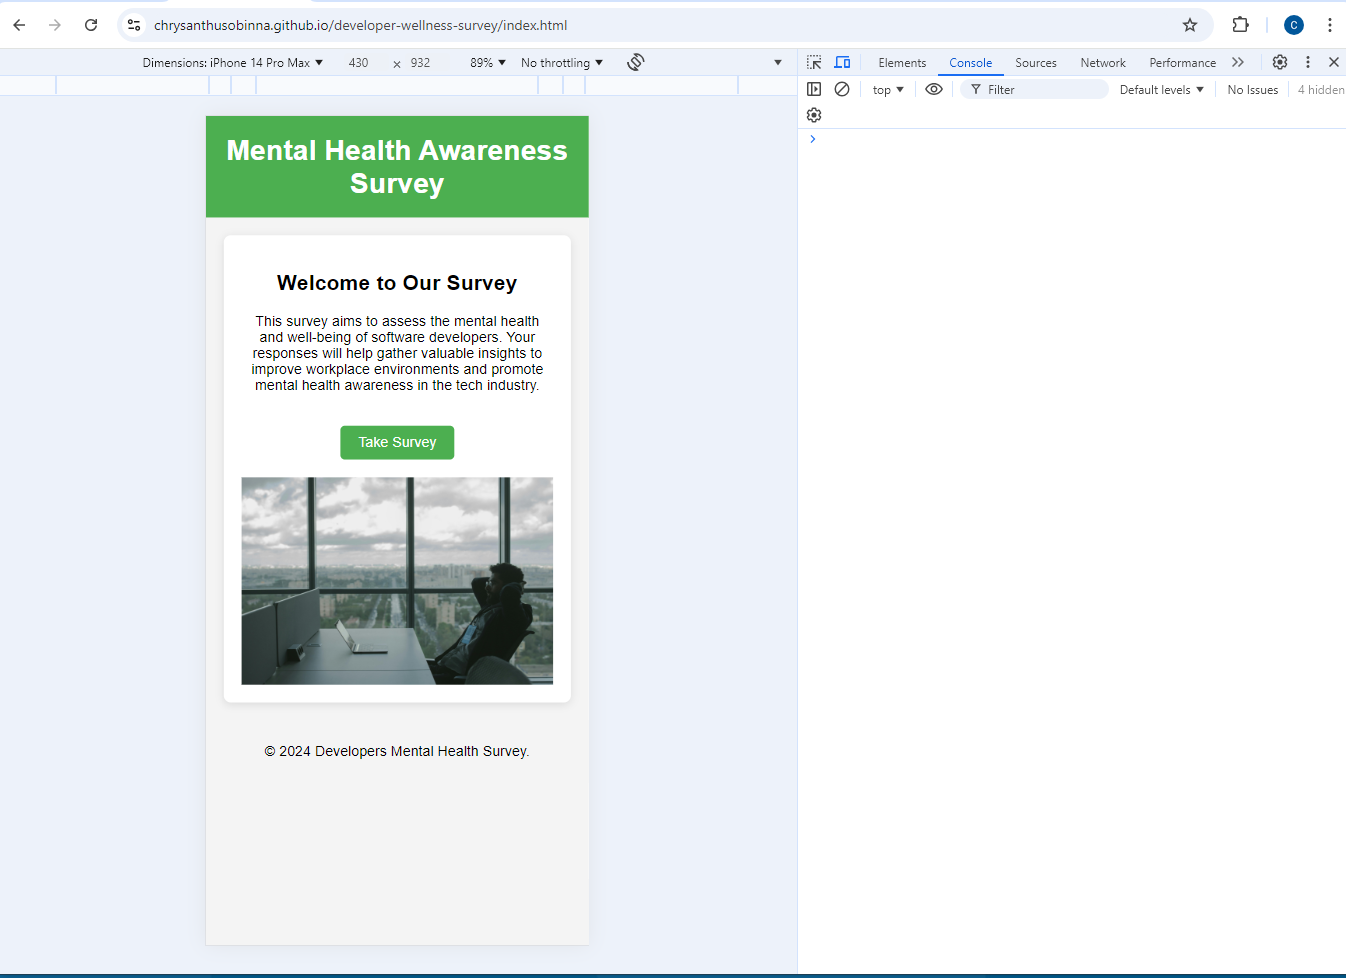 chrysanthusobinna.github.io/developer-wellness-survey/index.html
C
Dimensions: iPhone 14 Pro Max ▼ 430 × 932 89% ▼ No throttling ▼
Elements Console Sources Network Performance
top ▼ Filter Default levels ▼ No Issues 4 hidden
Mental Health Awareness
Survey
Welcome to Our Survey
This survey aims to assess the mental health
and well-being of software developers. Your
responses will help gather valuable insights to
improve workplace environments and promote
mental health awareness in the tech industry.
Take Survey
© 2024 Developers Mental Health Survey.